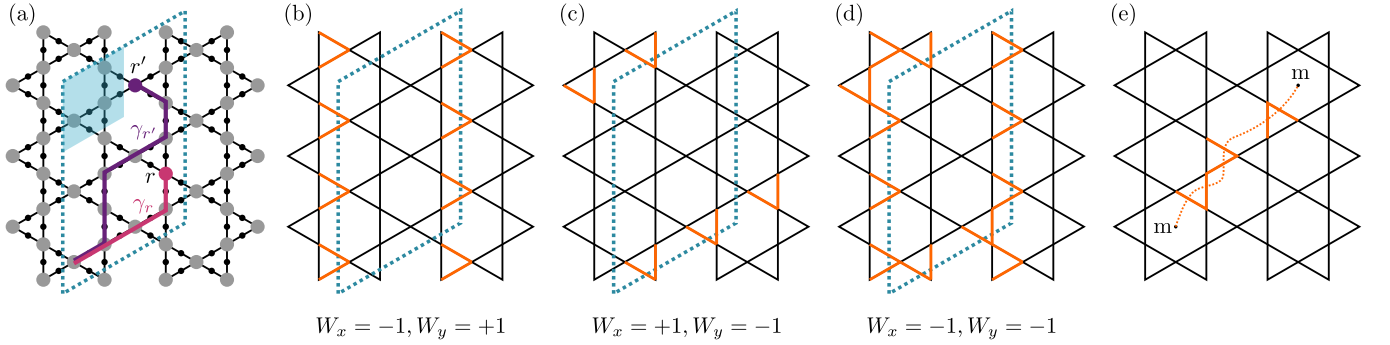 (a) (b) (c) (d) (e)
r′
m
γr′
r
γr
m
Wx = −1, Wy = +1 Wx = +1, Wy = −1 Wx = −1, Wy = −1